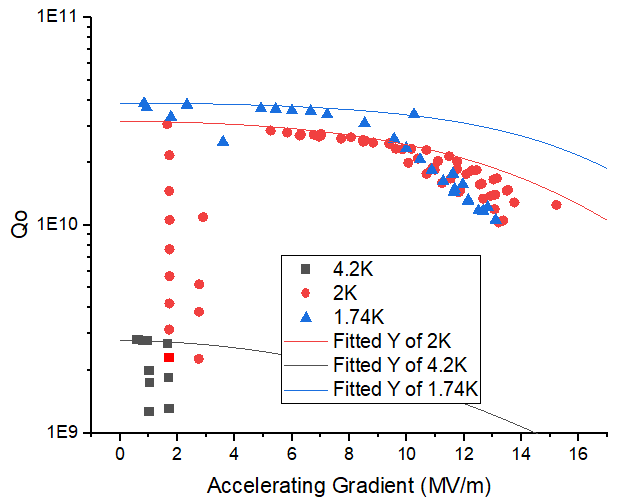 1E11
1E10
1E9
Qo
4.2K
2K
1.74K
Fitted Y of 2K
Fitted Y of 4.2K
Fitted Y of 1.74K
0 2 4 6 8 10 12 14 16
Accelerating Gradient (MV/m)